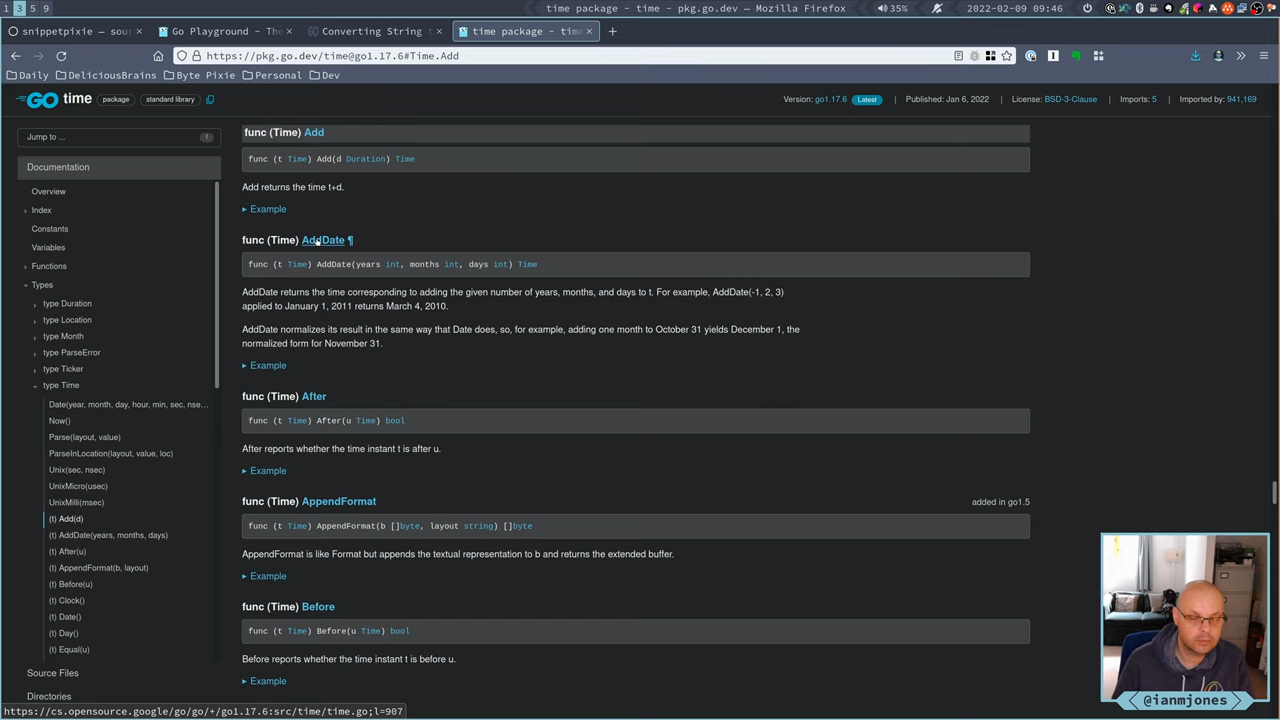 1 3 5 9
time package - time - pkg.go.dev — Mozilla Firefox
35%
2022-02-09 09:46
snippetpixie — sour
Go Playground - The G
Converting String t
time package - time
https://pkg.go.dev/time@go1.17.6#Time.Add
Daily
DeliciousBrains
Byte Pixie
Personal
Dev
GO time
package
standard library
Version: go1.17.6
Latest
Published: Jan 6, 2022
License: BSD-3-Clause
Imports: 5
Imported by: 941,169
Jump to ...
Documentation
Overview
Index
Constants
Variables
Functions
Types
type Duration
type Location
type Month
type ParseError
type Ticker
type Time
Date(year, month, day, hour, min, sec, nse...
Now()
Parse(layout, value)
ParseInLocation(layout, value, loc)
Unix(sec, nsec)
UnixMicro(usec)
UnixMilli(msec)
(t) Add(d)
(t) AddDate(years, months, days)
(t) After(u)
(t) AppendFormat(b, layout)
(t) Before(u)
(t) Clock()
(t) Date()
(t) Day()
(t) Equal(u)
Source Files
Directories
func (Time) Add
func (t Time) Add(d Duration) Time
Add returns the time t+d.
▸ Example
func (Time) AddDate ¶
func (t Time) AddDate(years int, months int, days int) Time
AddDate returns the time corresponding to adding the given number of years, months, and days to t. For example, AddDate(-1, 2, 3)
applied to January 1, 2011 returns March 4, 2010.
AddDate normalizes its result in the same way that Date does, so, for example, adding one month to October 31 yields December 1, the
normalized form for November 31.
▸ Example
func (Time) After
func (t Time) After(u Time) bool
After reports whether the time instant t is after u.
▸ Example
func (Time) AppendFormat
added in go1.5
func (t Time) AppendFormat(b []byte, layout string) []byte
AppendFormat is like Format but appends the textual representation to b and returns the extended buffer.
▸ Example
func (Time) Before
func (t Time) Before(u Time) bool
Before reports whether the time instant t is before u.
▸ Example
https://cs.opensource.google/go/go/+/go1.17.6:src/time/time.go;l=907
@ianmjones